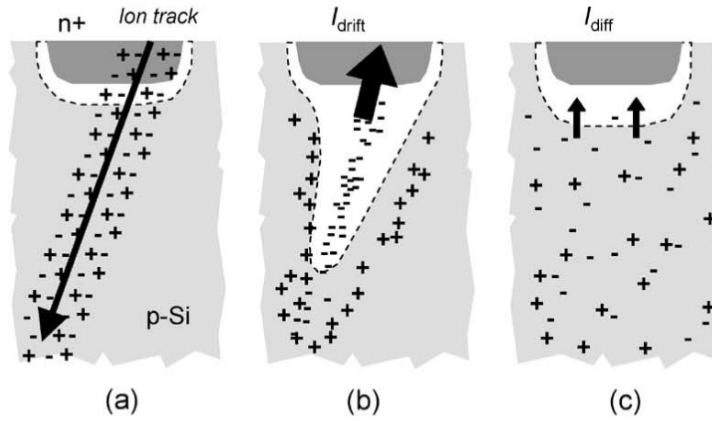 n+
Ion track
p-Si
(a)
I_drift
(b)
I_diff
(c)